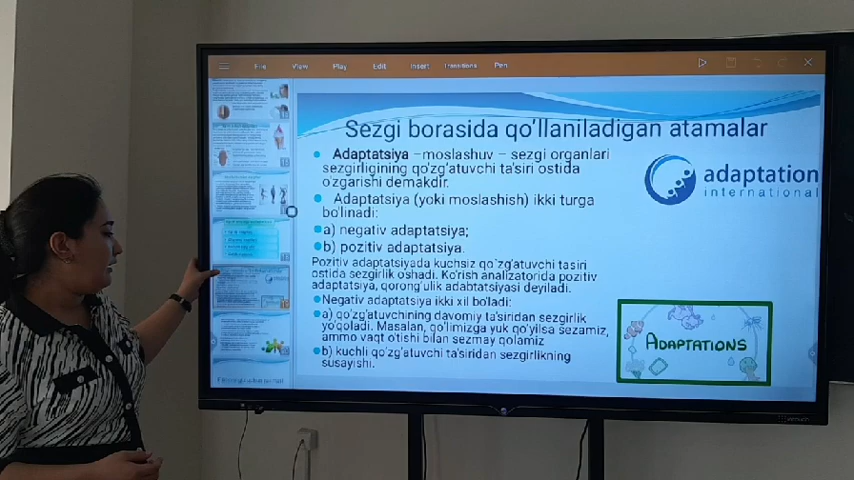 File View Play Edit Insert Transitions Pen
Sezgi borasida qo'llaniladigan atamalar
Adaptatsiya –moslashuv – sezgi organlari
sezgirligining qo'zg'atuvchi ta'siri ostida
o'zgarishi demakdir.
Adaptatsiya (yoki moslashish) ikki turga
bo'linadi:
a) negativ adaptatsiya;
b) pozitiv adaptatsiya.
Pozitiv adaptatsiyada kuchsiz qo`zg'atuvchi tasiri
ostida sezgirlik oshadi. Ko'rish analizatorida pozitiv
adaptatsiya, qorong'ulik adabtatsiyasi deyiladi.
Negativ adaptatsiya ikki xil bo'ladi:
a) qo'zg'atuvchining davomiy ta'siridan sezgirlik
yo'qoladi. Masalan, qo'limizga yuk qo'yilsa sezamiz,
ammo vaqt o'tishi bilan sezmay qolamiz
b) kuchli qo'zg'atuvchi ta'siridan sezgirlikning
susayishi.
adaptation
international
ADAPTATIONS